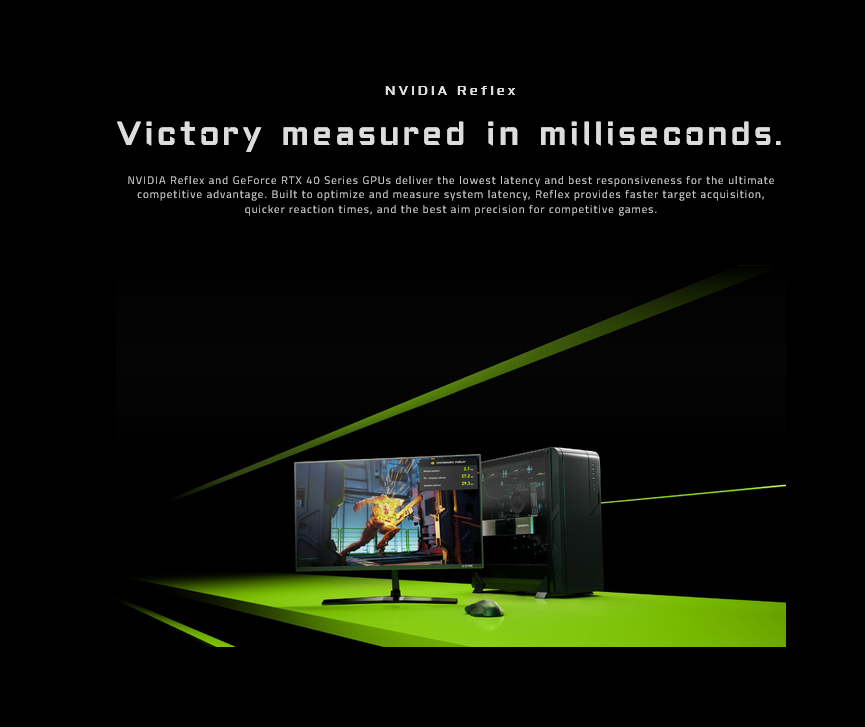 NVIDIA Reflex
Victory measured in milliseconds.
NVIDIA Reflex and GeForce RTX 40 Series GPUs deliver the lowest latency and best responsiveness for the ultimate
competitive advantage. Built to optimize and measure system latency, Reflex provides faster target acquisition,
quicker reaction times, and the best aim precision for competitive games.